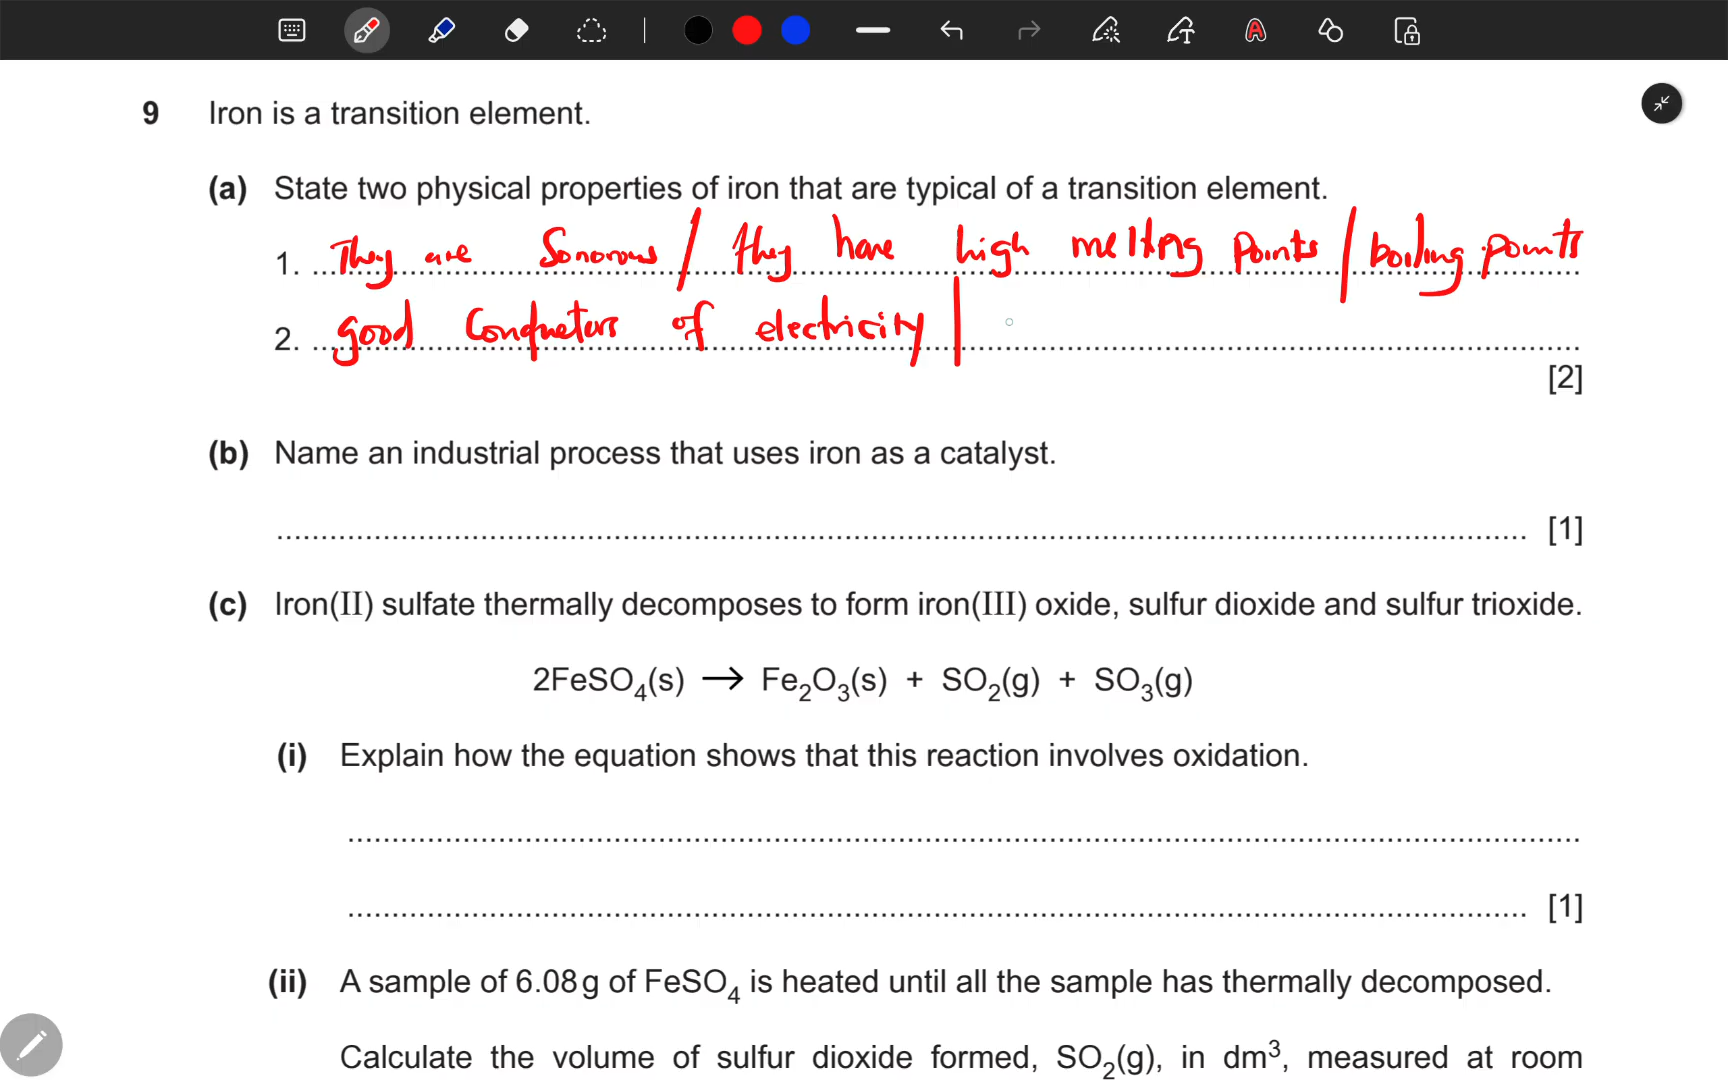 9 Iron is a transition element.
(a) State two physical properties of iron that are typical of a transition element.
1. They are Sonorous / they have high melting points / boiling points
2. good conductors of electricity /
[2]
(b) Name an industrial process that uses iron as a catalyst.
[1]
(c) Iron(II) sulfate thermally decomposes to form iron(III) oxide, sulfur dioxide and sulfur trioxide.
2FeSO₄(s) → Fe₂O₃(s) + SO₂(g) + SO₃(g)
(i) Explain how the equation shows that this reaction involves oxidation.
[1]
(ii) A sample of 6.08g of FeSO₄ is heated until all the sample has thermally decomposed.
Calculate the volume of sulfur dioxide formed, SO₂(g), in dm³, measured at room